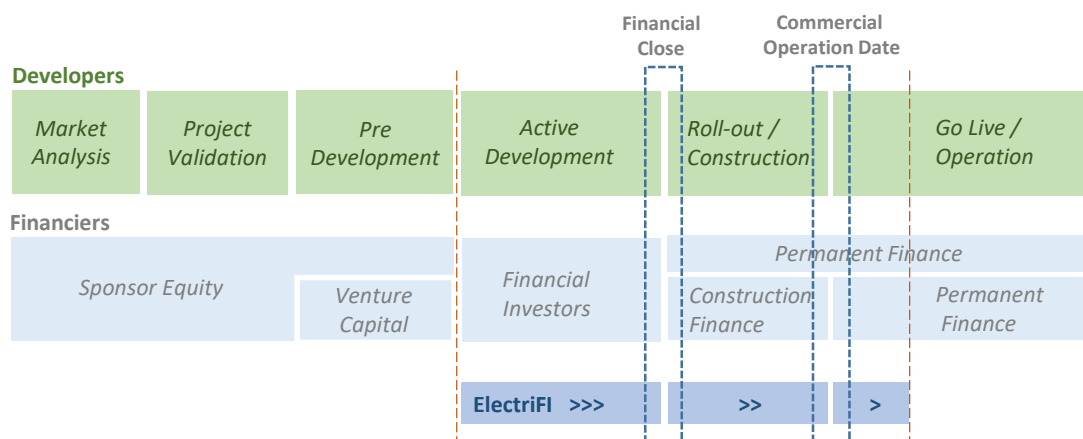 Financial
Close
Commercial
Operation Date
Developers
Market
Analysis
Project
Validation
Pre
Development
Active
Development
Roll-out /
Construction
Go Live /
Operation
Financiers
Sponsor Equity
Venture
Capital
Financial
Investors
Permanent Finance
Construction
Finance
Permanent
Finance
ElectriFI >>>
>>
>